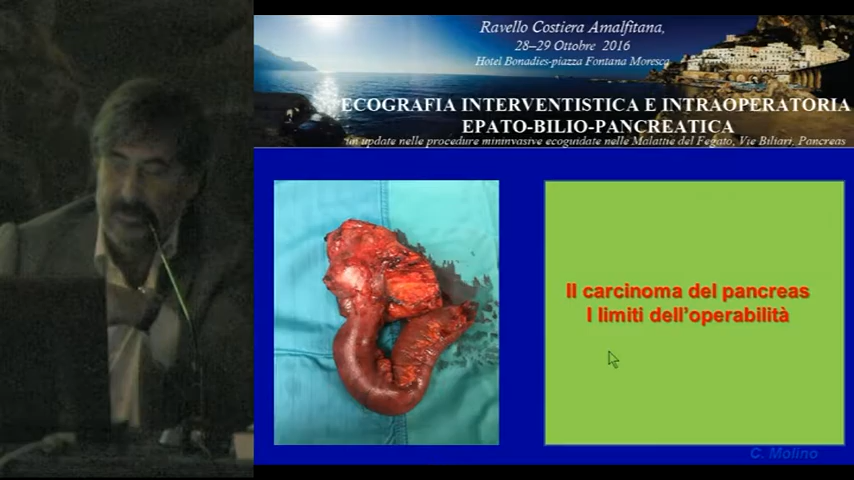 Ravello Costiera Amalfitana,
28–29 Ottobre 2016
Hotel Bonadies-piazza Fontana Moresca
ECOGRAFIA INTERVENTISTICA E INTRAOPERATORIA
EPATO-BILIO-PANCREATICA
un update nelle procedure mininvasive ecoguidate nelle Malattie del Fegato, Vie Biliari, Pancreas
Il carcinoma del pancreas
I limiti dell'operabilità
C. Molino